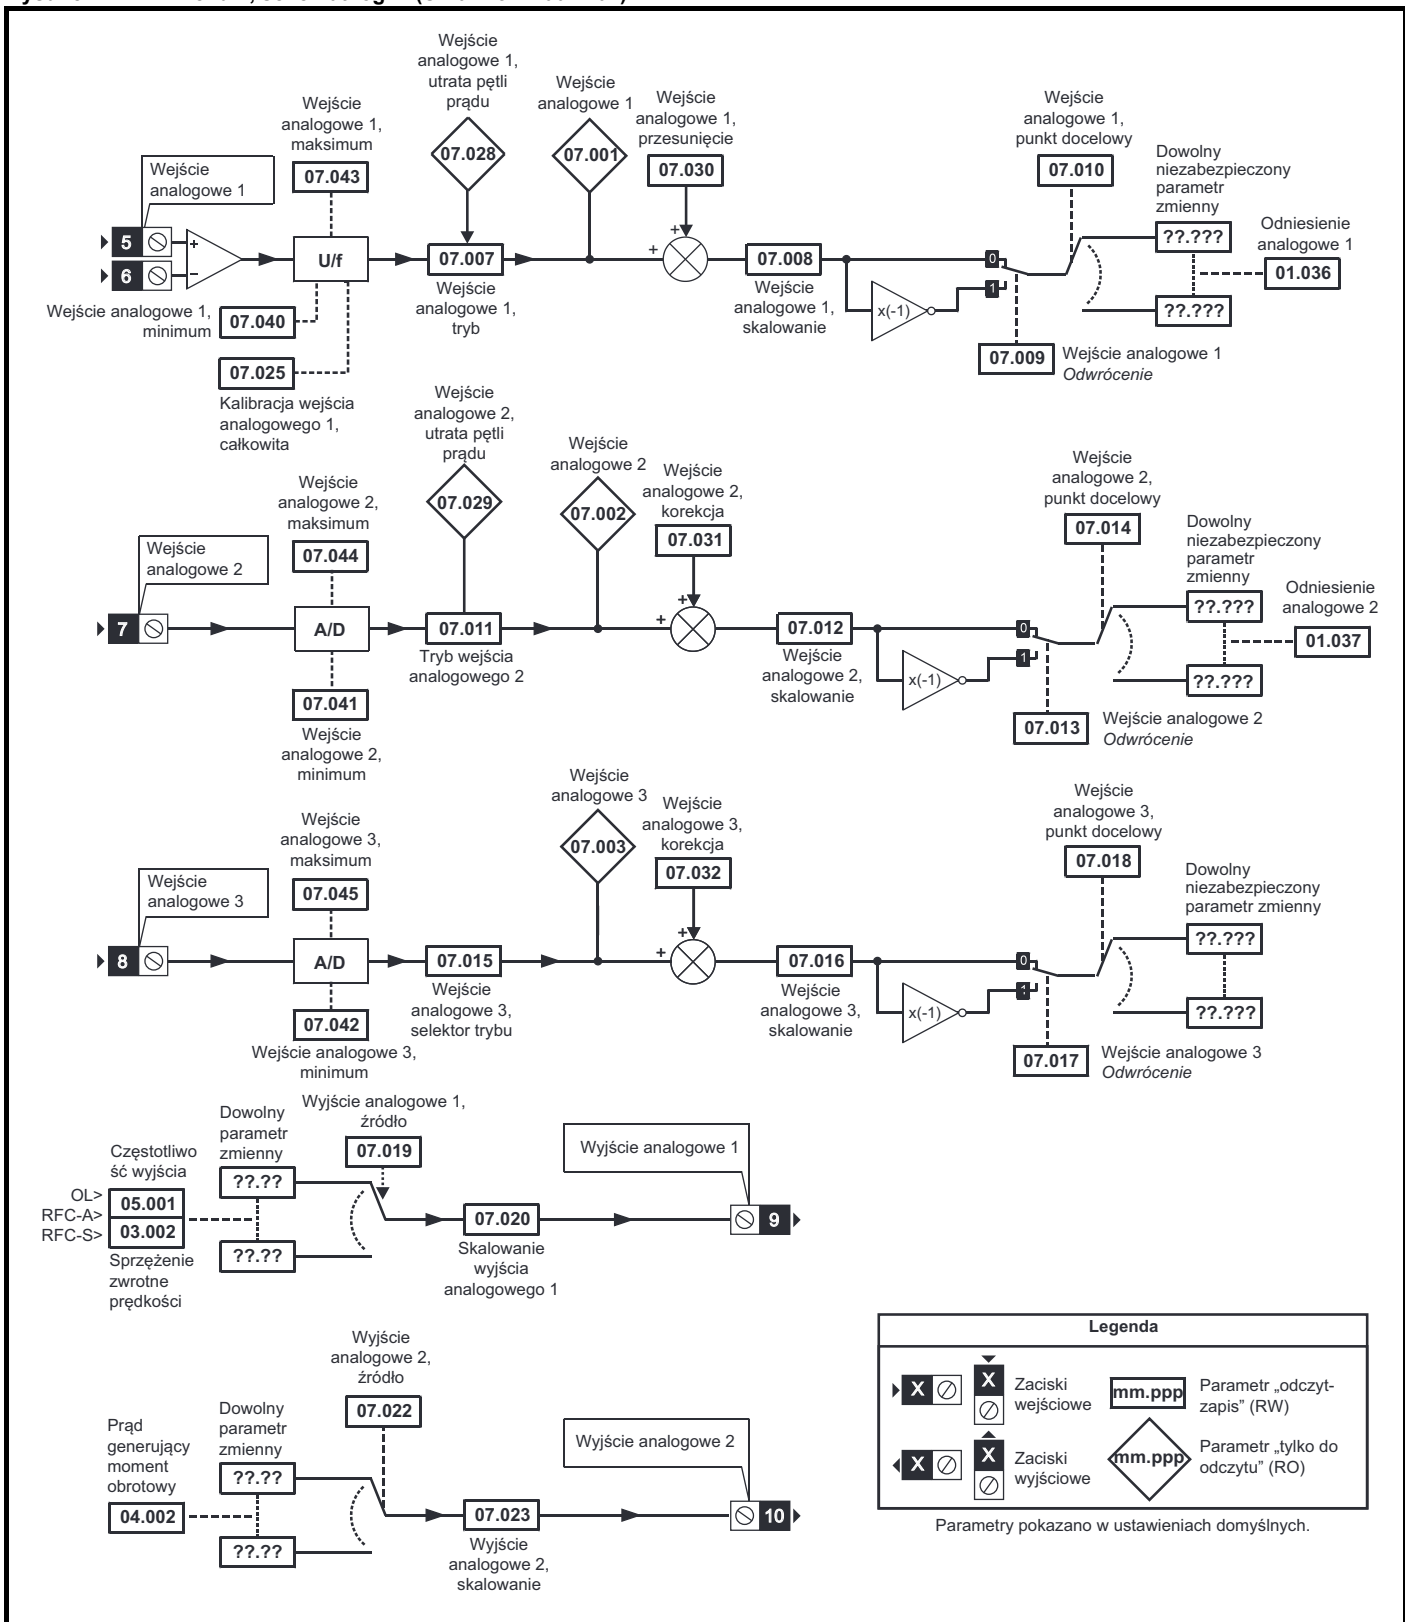 Wejście
analogowe 1,
utrata pętli
prądu
Wejście
analogowe 1
Wejście
analogowe 1,
maksimum
Wejście
analogowe 1,
przesunięcie
Wejście
analogowe 1,
punkt docelowy
Dowolny
niezabezpieczony
parametr
zmienny
Wejście
analogowe 1
07.043
07.028
07.001
07.030
07.010
??.???
Odniesienie
analogowe 1
01.036
5
6
+
−
U/f
07.007
+
+
07.008
0
1
x(-1)
??.???
Wejście analogowe 1,
minimum
07.040
Wejście
analogowe 1,
tryb
Wejście
analogowe 1,
skalowanie
07.009
Wejście analogowe 1
Odwrócenie
07.025
Kalibracja wejścia
analogowego 1,
całkowita
Wejście
analogowe 2,
utrata pętli
prądu
Wejście
analogowe 2
Wejście
analogowe 2,
maksimum
Wejście
analogowe 2,
korekcja
Wejście
analogowe 2,
punkt docelowy
Dowolny
niezabezpieczony
parametr
zmienny
Wejście
analogowe 2
07.044
07.029
07.002
07.031
07.014
??.???
Odniesienie
analogowe 2
01.037
7
A/D
07.011
+
+
07.012
0
1
x(-1)
??.???
Tryb wejścia
analogowego 2
Wejście
analogowe 2,
skalowanie
07.041
Wejście
analogowe 2,
minimum
07.013
Wejście analogowe 2
Odwrócenie
Wejście
analogowe 3
Wejście
analogowe 3,
maksimum
Wejście
analogowe 3,
korekcja
Wejście
analogowe 3,
punkt docelowy
Dowolny
niezabezpieczony
parametr zmienny
Wejście
analogowe 3
07.045
07.003
07.032
07.018
??.???
8
A/D
07.015
+
+
07.016
0
1
x(-1)
??.???
Wejście
analogowe 3,
selektor trybu
Wejście
analogowe 3,
skalowanie
07.042
Wejście analogowe 3,
minimum
07.017
Wejście analogowe 3
Odwrócenie
Wyjście analogowe 1,
źródło
Dowolny
parametr
zmienny
07.019
Wyjście analogowe 1
Częstotliwo
ść wyjścia
OL>
RFC-A>
RFC-S>
05.001
03.002
??.??
??.??
07.020
9
Sprzężenie
zwrotne
prędkości
Skalowanie
wyjścia
analogowego 1
Wyjście
analogowe 2,
źródło
07.022
Dowolny
parametr
zmienny
Wyjście analogowe 2
Prąd
generujący
moment
obrotowy
04.002
??.??
??.??
07.023
10
Wyjście
analogowe 2,
skalowanie
Legenda
X
X
Zaciski
wejściowe
mm.ppp
Parametr „odczyt-
zapis” (RW)
X
X
Zaciski
wyjściowe
mm.ppp
Parametr „tylko do
odczytu” (RO)
Parametry pokazano w ustawieniach domyślnych.